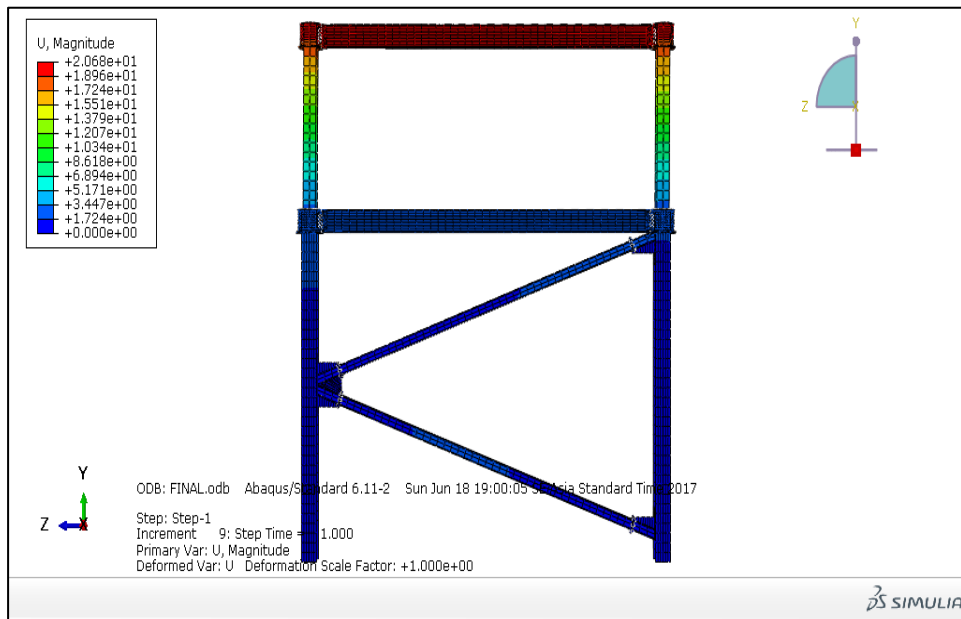 U, Magnitude
+2.068e+01
+1.896e+01
+1.724e+01
+1.551e+01
+1.379e+01
+1.207e+01
+1.034e+01
+8.618e+00
+6.894e+00
+5.171e+00
+3.447e+00
+1.724e+00
+0.000e+00
Y
Z
X
Y
Z
X
ODB: FINAL.odb Abaqus/Standard 6.11-2 Sun Jun 18 19:00:05 SE Asia Standard Time 2017
Step: Step-1
Increment 9: Step Time = 1.000
Primary Var: U, Magnitude
Deformed Var: U Deformation Scale Factor: +1.000e+00
SIMULIA